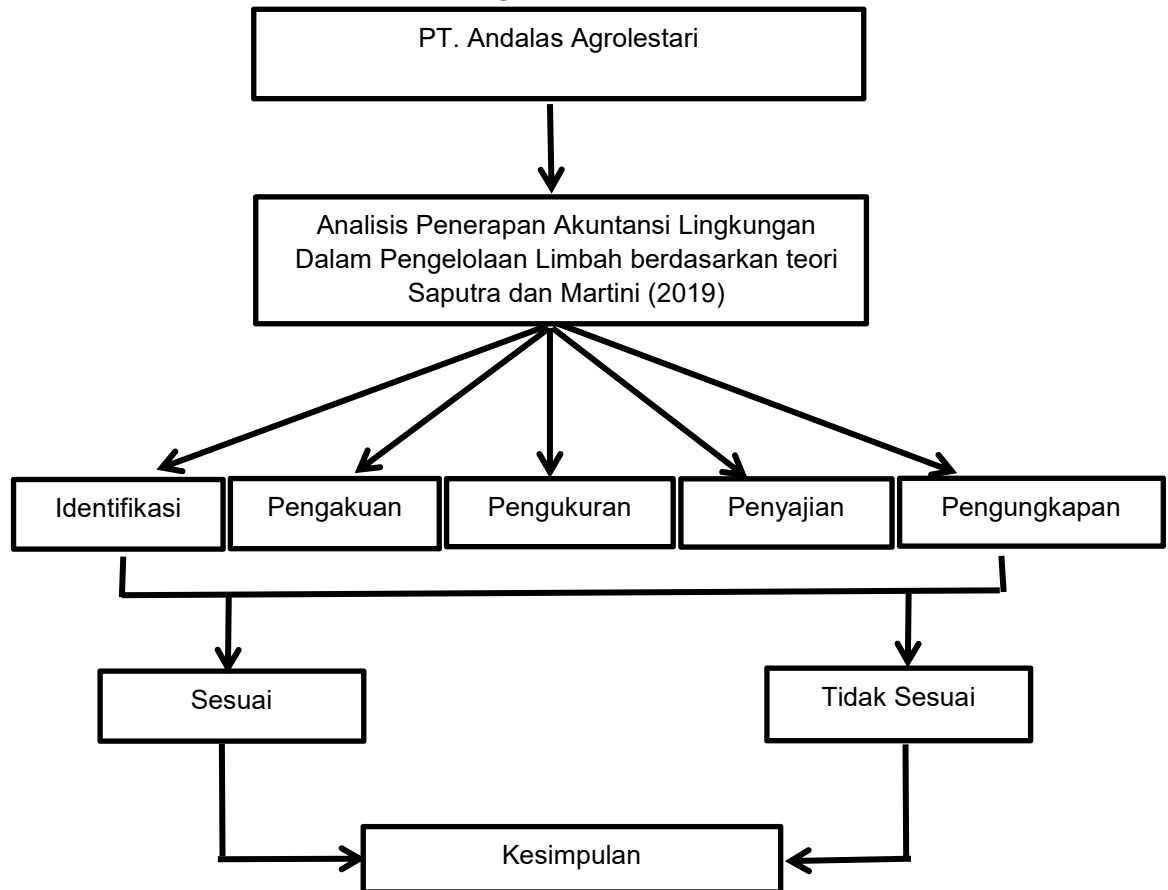 PT. Andalas Agrolestari
Analisis Penerapan Akuntansi Lingkungan
Dalam Pengelolaan Limbah berdasarkan teori
Saputra dan Martini (2019)
Identifikasi
Pengakuan
Pengukuran
Penyajian
Pengungkapan
Sesuai
Tidak Sesuai
Kesimpulan